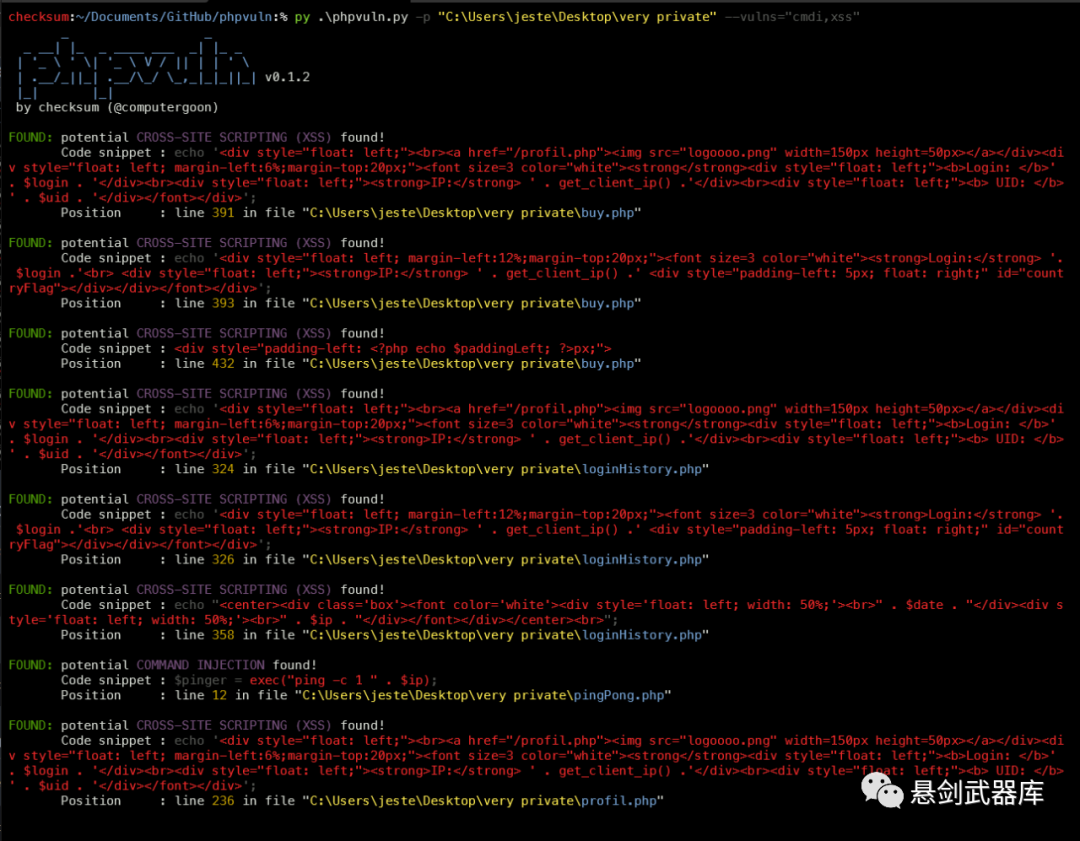 checksum:~/Documents/GitHub/phpvuln:% py .\phpvuln.py -p "C:\Users\jeste\Desktop\very private" --vulns="cmdi,xss"
phpvuln v0.1.2
by checksum (@computergoon)
FOUND: potential CROSS-SITE SCRIPTING (XSS) found!
Code snippet : echo '<div style="float: left;"><br><a href="/profil.php"><img src="logoooo.png" width=150px height=50px></a></div><di
v style="float: left; margin-left:6%;margin-top:20px;"><font size=3 color="white"><strong</strong><div style="float: left;"><b>Login: </b>'
. $login . '</div><br><div style="float: left;"><strong>IP:</strong> ' . get_client_ip() .'</div><br><div style="float: left;"><b> UID: </b>
' . $uid . '</div></font></div>';
Position : line 391 in file "C:\Users\jeste\Desktop\very private\buy.php"
FOUND: potential CROSS-SITE SCRIPTING (XSS) found!
Code snippet : echo '<div style="float: left; margin-left:12%;margin-top:20px;"><font size=3 color="white"><strong>Login:</strong> '.
$login .'<br> <div style="float: left;"><strong>IP:</strong> ' . get_client_ip() .' <div style="padding-left: 5px; float: right;" id="count
ryFlag"></div></div></font></div>';
Position : line 393 in file "C:\Users\jeste\Desktop\very private\buy.php"
FOUND: potential CROSS-SITE SCRIPTING (XSS) found!
Code snippet : <div style="padding-left: <?php echo $paddingLeft; ?>px;">
Position : line 432 in file "C:\Users\jeste\Desktop\very private\buy.php"
FOUND: potential CROSS-SITE SCRIPTING (XSS) found!
Code snippet : echo '<div style="float: left;"><br><a href="/profil.php"><img src="logoooo.png" width=150px height=50px></a></div><di
v style="float: left; margin-left:6%;margin-top:20px;"><font size=3 color="white"><strong</strong><div style="float: left;"><b>Login: </b>'
. $login . '</div><br><div style="float: left;"><strong>IP:</strong> ' . get_client_ip() .'</div><br><div style="float: left;"><b> UID: </b>
' . $uid . '</div></font></div>';
Position : line 324 in file "C:\Users\jeste\Desktop\very private\loginHistory.php"
FOUND: potential CROSS-SITE SCRIPTING (XSS) found!
Code snippet : echo '<div style="float: left; margin-left:12%;margin-top:20px;"><font size=3 color="white"><strong>Login:</strong> '.
$login .'<br> <div style="float: left;"><strong>IP:</strong> ' . get_client_ip() .' <div style="padding-left: 5px; float: right;" id="count
ryFlag"></div></div></font></div>';
Position : line 326 in file "C:\Users\jeste\Desktop\very private\loginHistory.php"
FOUND: potential CROSS-SITE SCRIPTING (XSS) found!
Code snippet : echo "<center><div class='box'><font color='white'><div style='float: left; width: 50%;'><br>" . $date . "</div><div s
tyle='float: left; width: 50%;'><br>" . $ip . "</div></font></div></center><br>";
Position : line 358 in file "C:\Users\jeste\Desktop\very private\loginHistory.php"
FOUND: potential COMMAND INJECTION found!
Code snippet : $pinger = exec("ping -c 1 " . $ip);
Position : line 12 in file "C:\Users\jeste\Desktop\very private\pingPong.php"
FOUND: potential CROSS-SITE SCRIPTING (XSS) found!
Code snippet : echo '<div style="float: left;"><br><a href="/profil.php"><img src="logoooo.png" width=150px height=50px></a></div><di
v style="float: left; margin-left:6%;margin-top:20px;"><font size=3 color="white"><strong</strong><div style="float: left;"><b>Login: </b>'
. $login . '</div><br><div style="float: left;"><strong>IP:</strong> ' . get_client_ip() .'</div><br><div style="float: left;"><b> UID: </b>
' . $uid . '</div></font></div>';
Position : line 236 in file "C:\Users\jeste\Desktop\very private\profil.php"
悬剑武器库